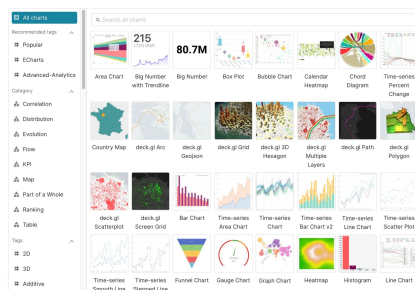 All charts
Search all charts
Recommended tags
# Popular
# ECharts
# Advanced-Analytics
Category
Correlation
Distribution
Evolution
Flow
KPI
Map
Part of a Whole
Ranking
Table
Tags
# 2D
# 3D
# Additive
215
80.7M
Area Chart
Big Number with Trendline
Big Number
Box Plot
Bubble Chart
Calendar Heatmap
Chord Diagram
Time-series Percent Change
Country Map
deck.gl Arc
deck.gl Geojson
deck.gl Grid
deck.gl 3D Hexagon
deck.gl Multiple Layers
deck.gl Path
deck.gl Polygon
deck.gl Scatterplot
deck.gl Screen Grid
Bar Chart
Time-series Area Chart
Time-series Chart
Time-series Bar Chart v2
Time-series Line Chart
Time-series Scatter Plot
Time-series Smooth Line
Time-series Stepped Line
Funnel Chart
Gauge Chart
Graph Chart
Heatmap
Histogram
Line Chart